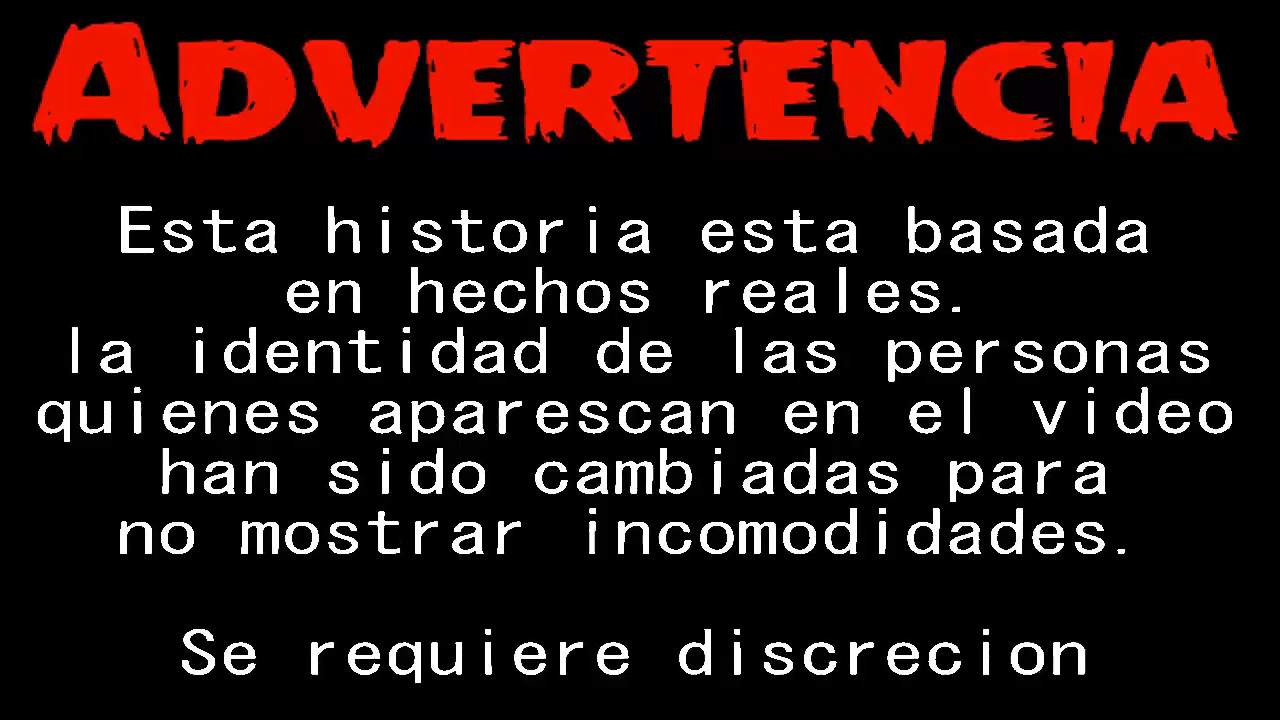 ADVERTENCIA
Esta historia esta basada
en hechos reales.
la identidad de las personas
quienes aparescan en el video
han sido cambiadas para
no mostrar incomodidades.
Se requiere discrecion